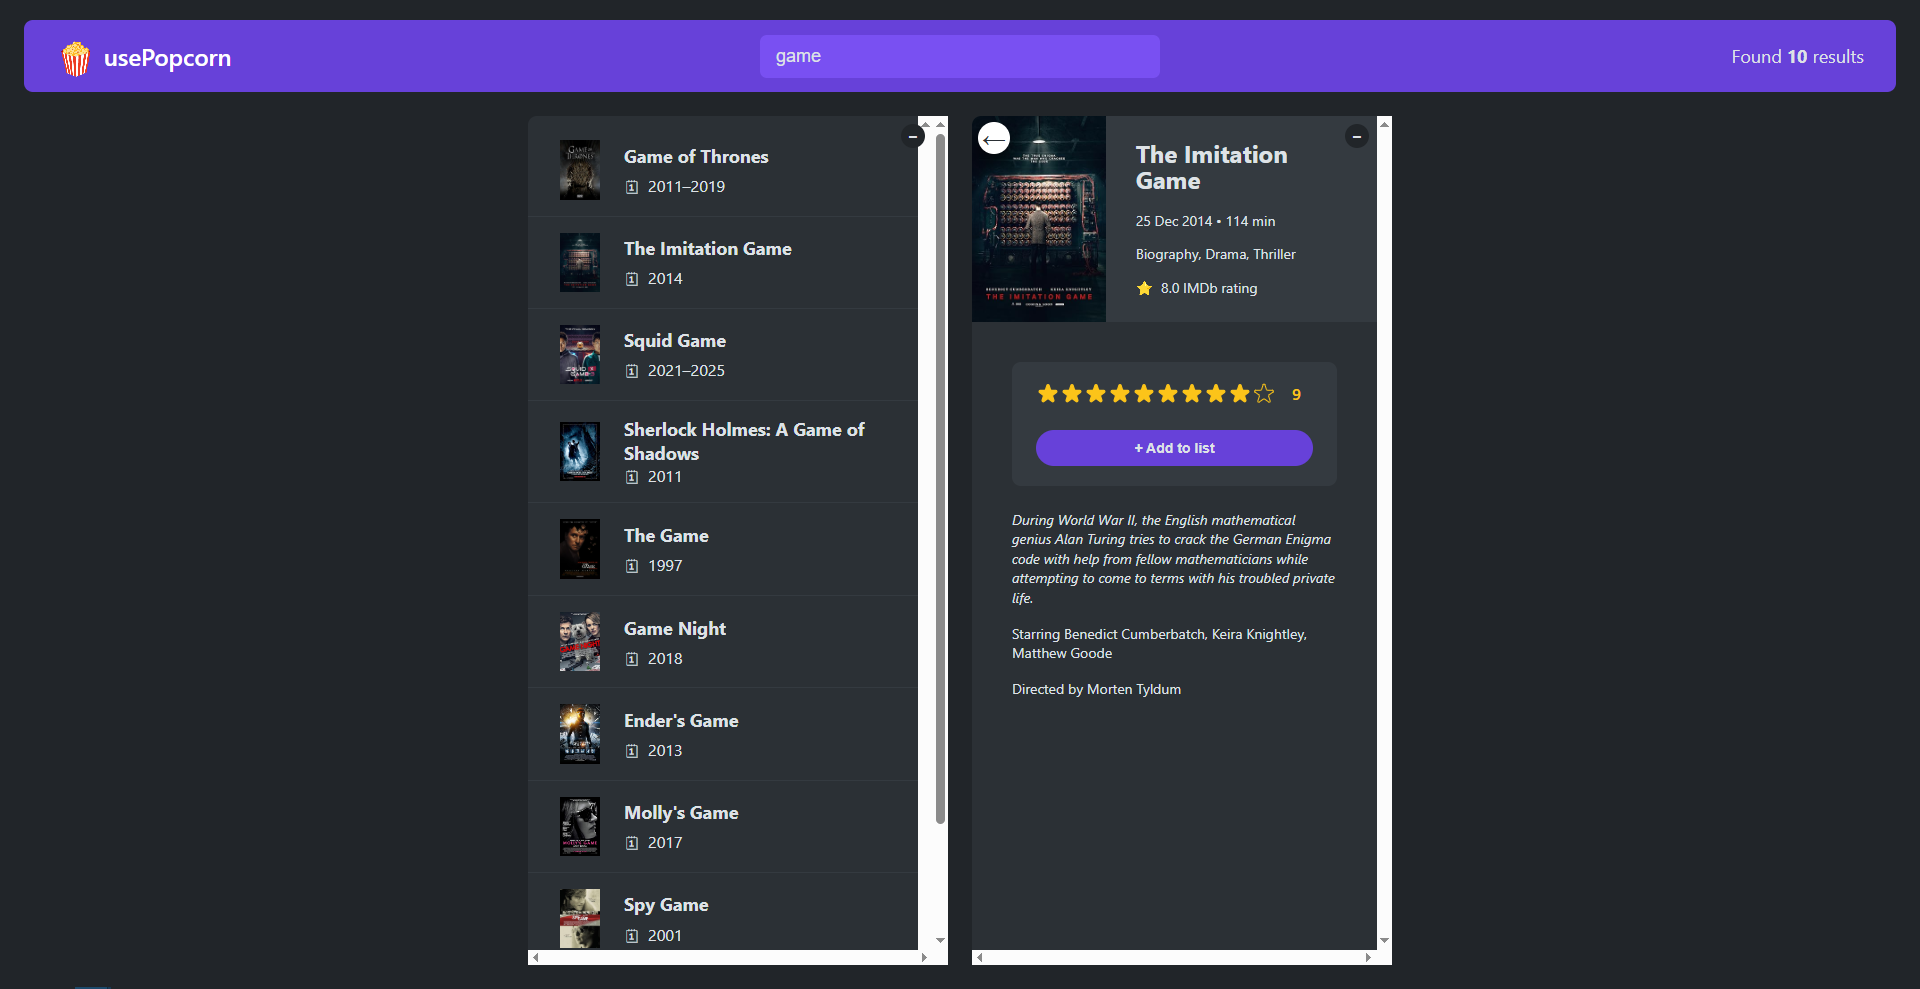 usePopcorn
game
Found 10 results
Game of Thrones
2011–2019
The Imitation Game
2014
Squid Game
2021–2025
Sherlock Holmes: A Game of
Shadows
2011
The Game
1997
Game Night
2018
Ender's Game
2013
Molly's Game
2017
Spy Game
2001
THE IMITATION GAME
The Imitation
Game
25 Dec 2014 • 114 min
Biography, Drama, Thriller
8.0 IMDb rating
9
+ Add to list
During World War II, the English mathematical
genius Alan Turing tries to crack the German Enigma
code with help from fellow mathematicians while
attempting to come to terms with his troubled private
life.
Starring Benedict Cumberbatch, Keira Knightley,
Matthew Goode
Directed by Morten Tyldum